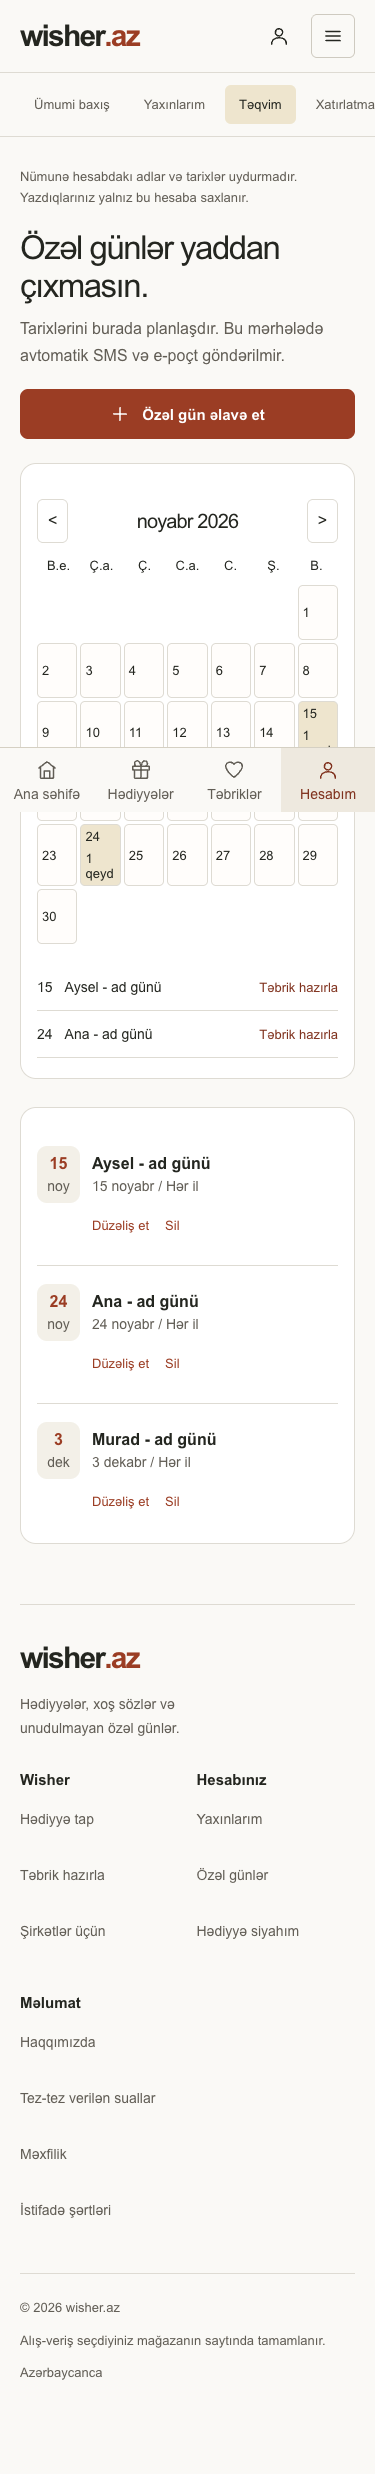 wisher.az
Ümumi baxış Yaxınlarım Təqvim Xatırlatma
Nümunə hesabdakı adlar və tarixlər uydurmadır.
Yazdıqlarınız yalnız bu hesaba saxlanır.
Özəl günlər yaddan
çıxmasın.
Tarixlərini burada planlaşdır. Bu mərhələdə
avtomatik SMS və e-poçt göndərilmir.
+ Özəl gün əlavə et
< noyabr 2026 >
B.e. Ç.a. Ç. C.a. C. Ş. B.
1
2 3 4 5 6 7 8
9 10 11 12 13 14 15
1
Ana səhifə Hədiyyələr Təbriklər Hesabım
23 24 25 26 27 28 29
1
qeyd
30
15 Aysel - ad günü Təbrik hazırla
24 Ana - ad günü Təbrik hazırla
15 Aysel - ad günü
noy 15 noyabr / Hər il
Düzəliş et Sil
24 Ana - ad günü
noy 24 noyabr / Hər il
Düzəliş et Sil
3 Murad - ad günü
dek 3 dekabr / Hər il
Düzəliş et Sil
wisher.az
Hədiyyələr, xoş sözlər və
unudulmayan özəl günlər.
Wisher Hesabınız
Hədiyyə tap Yaxınlarım
Təbrik hazırla Özəl günlər
Şirkətlər üçün Hədiyyə siyahım
Məlumat
Haqqımızda
Tez-tez verilən suallar
Məxfilik
İstifadə şərtləri
© 2026 wisher.az
Alış-veriş seçdiyiniz mağazanın saytında tamamlanır.
Azərbaycanca